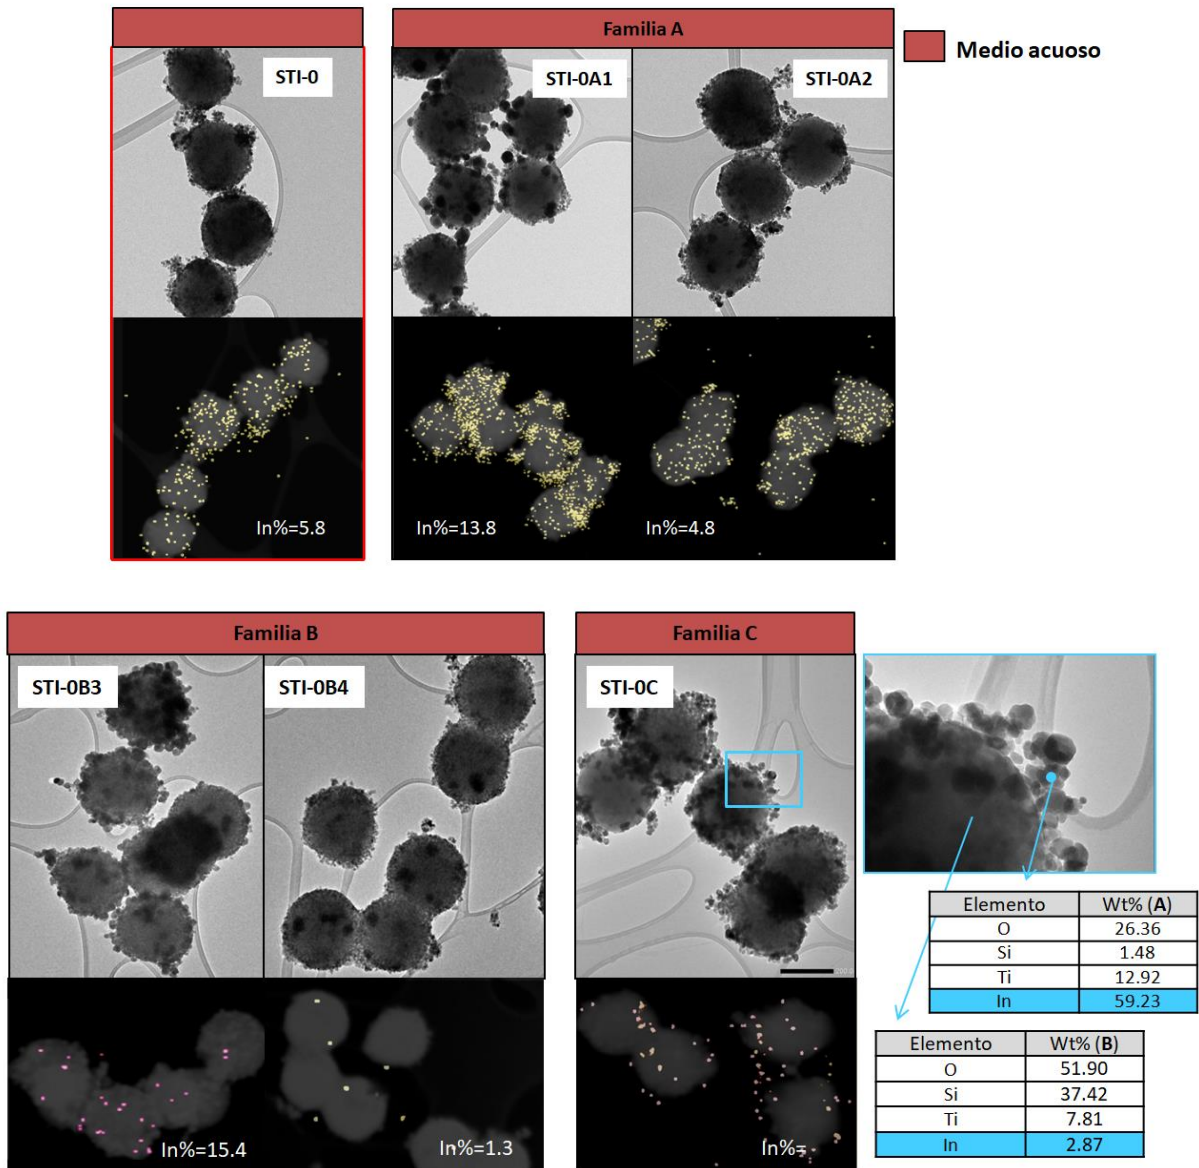 Familia A
Medio acuoso
STI-0
STI-0A1
STI-0A2
In%=5.8
In%=13.8
In%=4.8
Familia B
Familia C
STI-0B3
STI-0B4
STI-0C
Elemento Wt% (A)
O 26.36
Si 1.48
Ti 12.92
In 59.23
Elemento Wt% (B)
O 51.90
Si 37.42
Ti 7.81
In 2.87
In%=15.4
In%=1.3
In%=